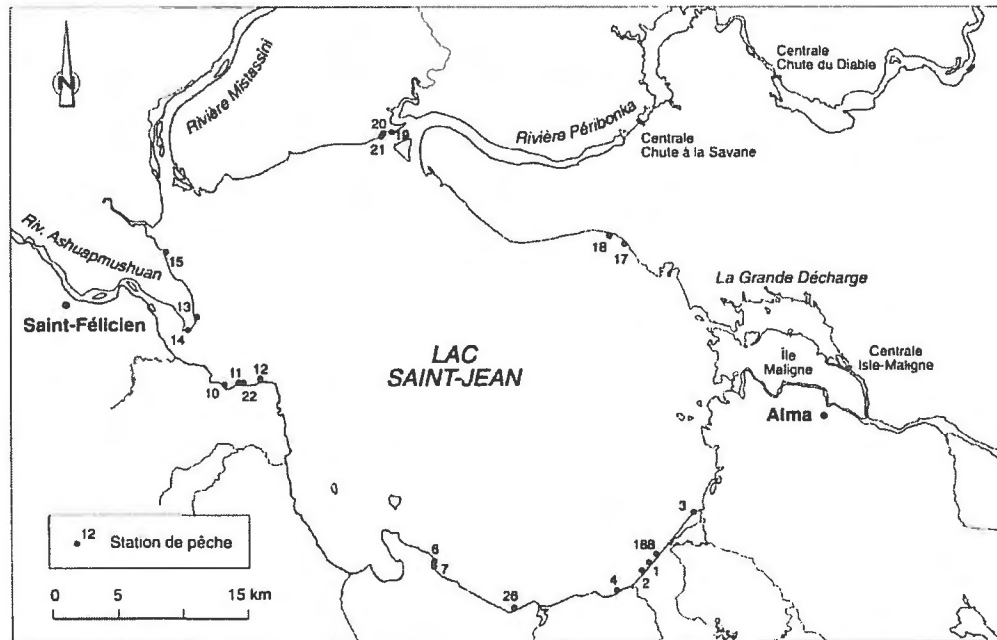 N
Rivière Mistassini
Centrale
Chute du Diable
20
19
21
Rivière Péribonka
Centrale
Chute à la Savane
Riv. Ashuapmushuan
15
18
17
La Grande Décharge
13
Saint-Félicien
14
LAC
SAINT-JEAN
Île
Maligne
Centrale
Isle-Maligne
11
12
10
22
Alma
3
12
Station de pêche
6
7
188
1
2
4
26
0
5
15 km